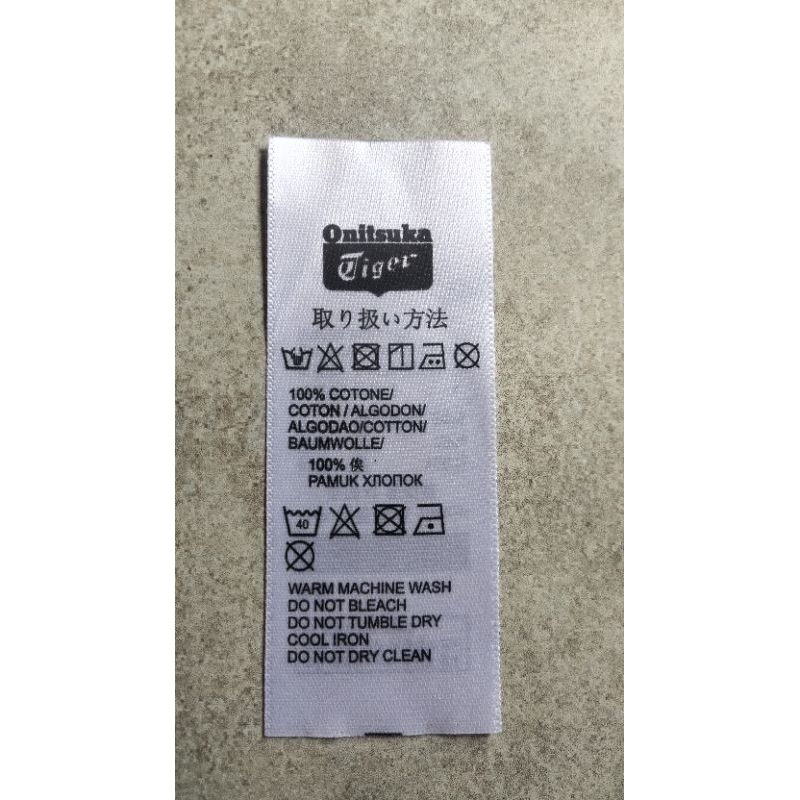 Onitsuka
Tiger
取り扱い方法
100% COTONE/
COTON / ALGODON/
ALGODAO/COTTON/
BAUMWOLLE/
100% 俟
PAMUK ХЛОПОК
40
WARM MACHINE WASH
DO NOT BLEACH
DO NOT TUMBLE DRY
COOL IRON
DO NOT DRY CLEAN